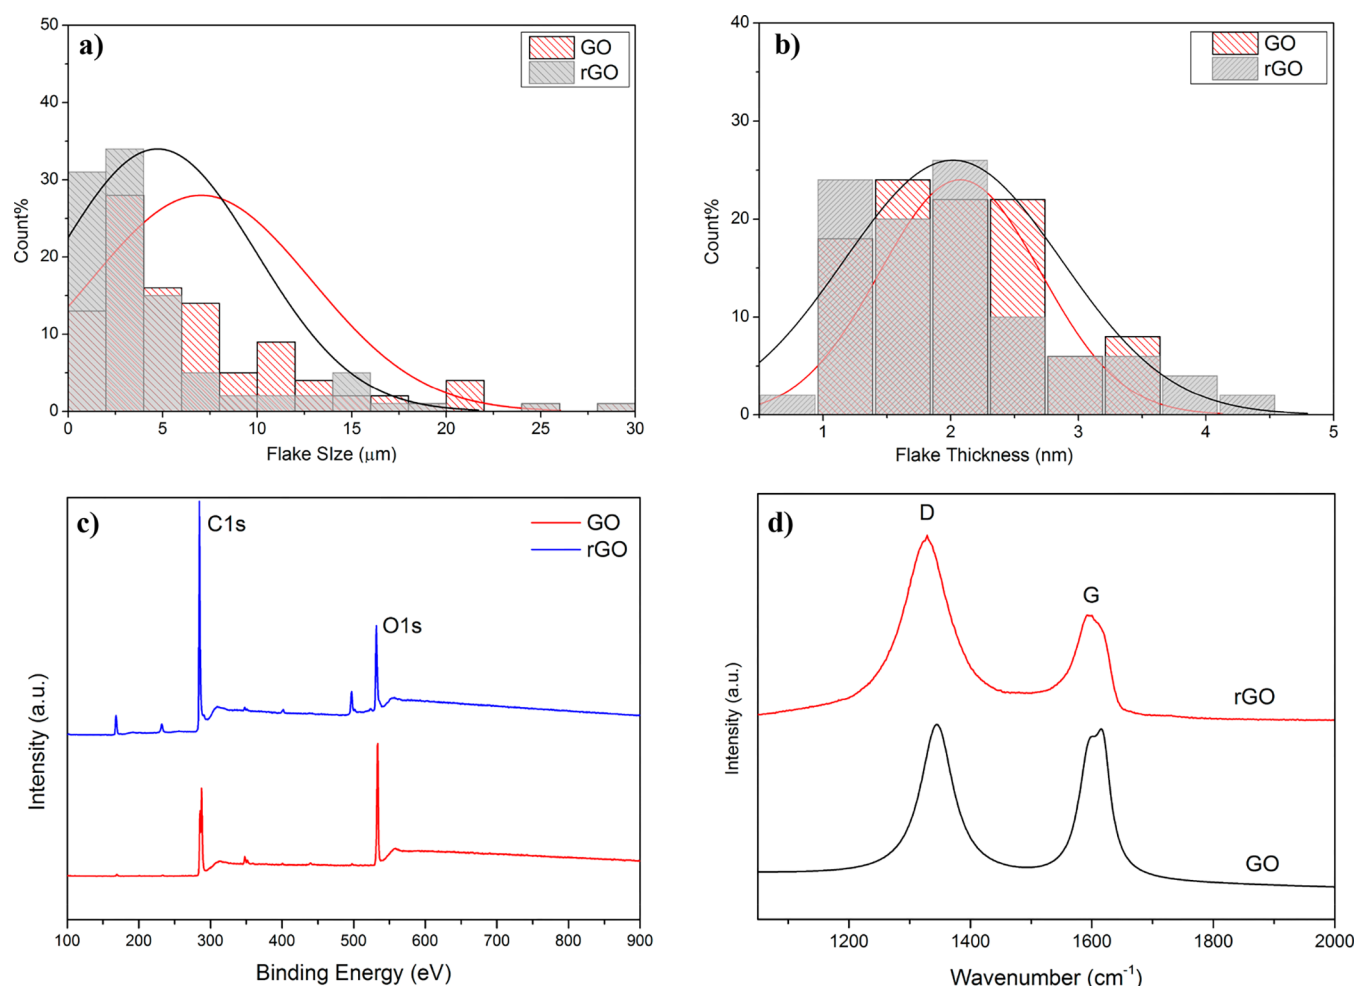 a)
GO
rGO
50
40
30
20
10
0
Count%
0 5 10 15 20 25 30
Flake SIze (μm)
b)
GO
rGO
40
30
20
10
0
Count%
1 2 3 4 5
Flake Thickness (nm)
c)
C1s
O1s
GO
rGO
Intensity (a.u.)
100 200 300 400 500 600 700 800 900
Binding Energy (eV)
d)
D
G
rGO
GO
Intensity (a.u.)
1200 1400 1600 1800 2000
Wavenumber (cm⁻¹)